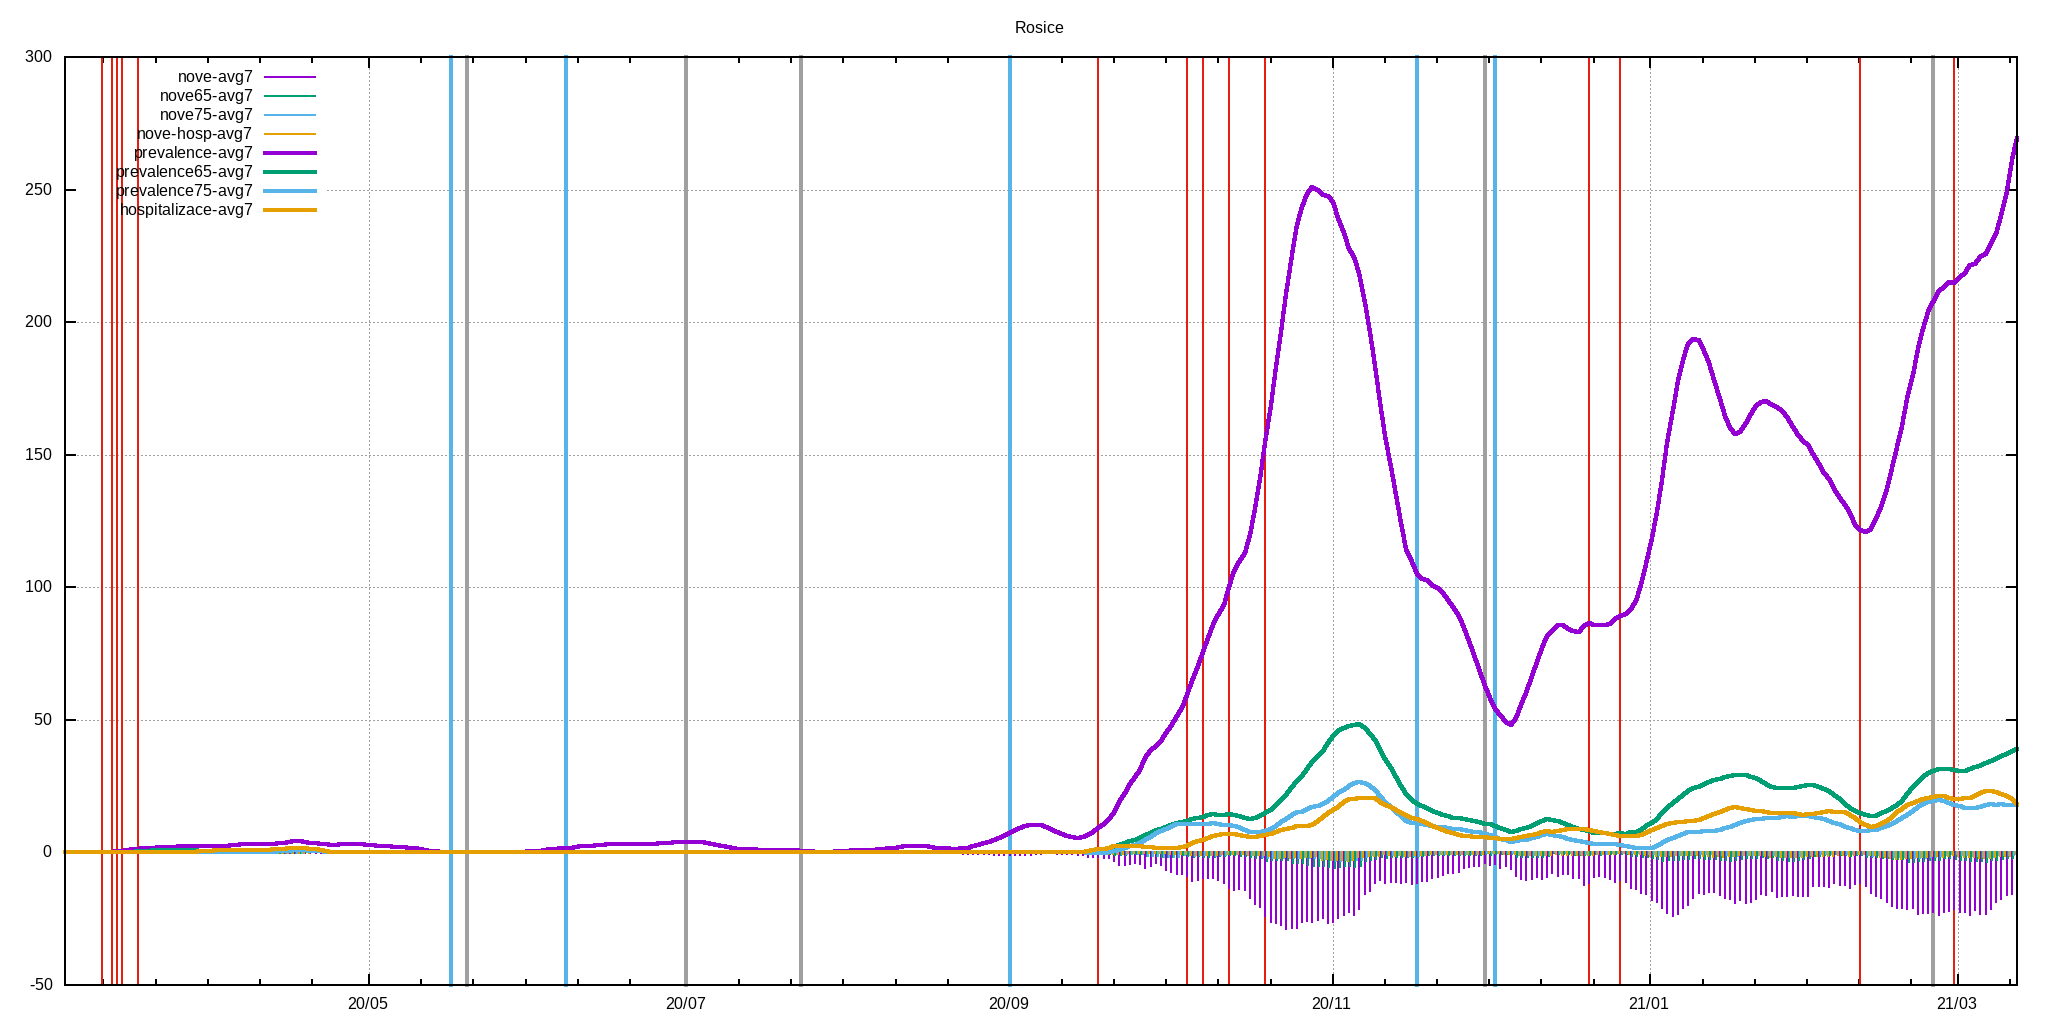 Rosice
300
250
200
150
100
50
0
-50
nove-avg7
nove65-avg7
nove75-avg7
nove-hosp-avg7
prevalence-avg7
prevalence65-avg7
prevalence75-avg7
hospitalizace-avg7
20/05 20/07 20/09 20/11 21/01 21/03